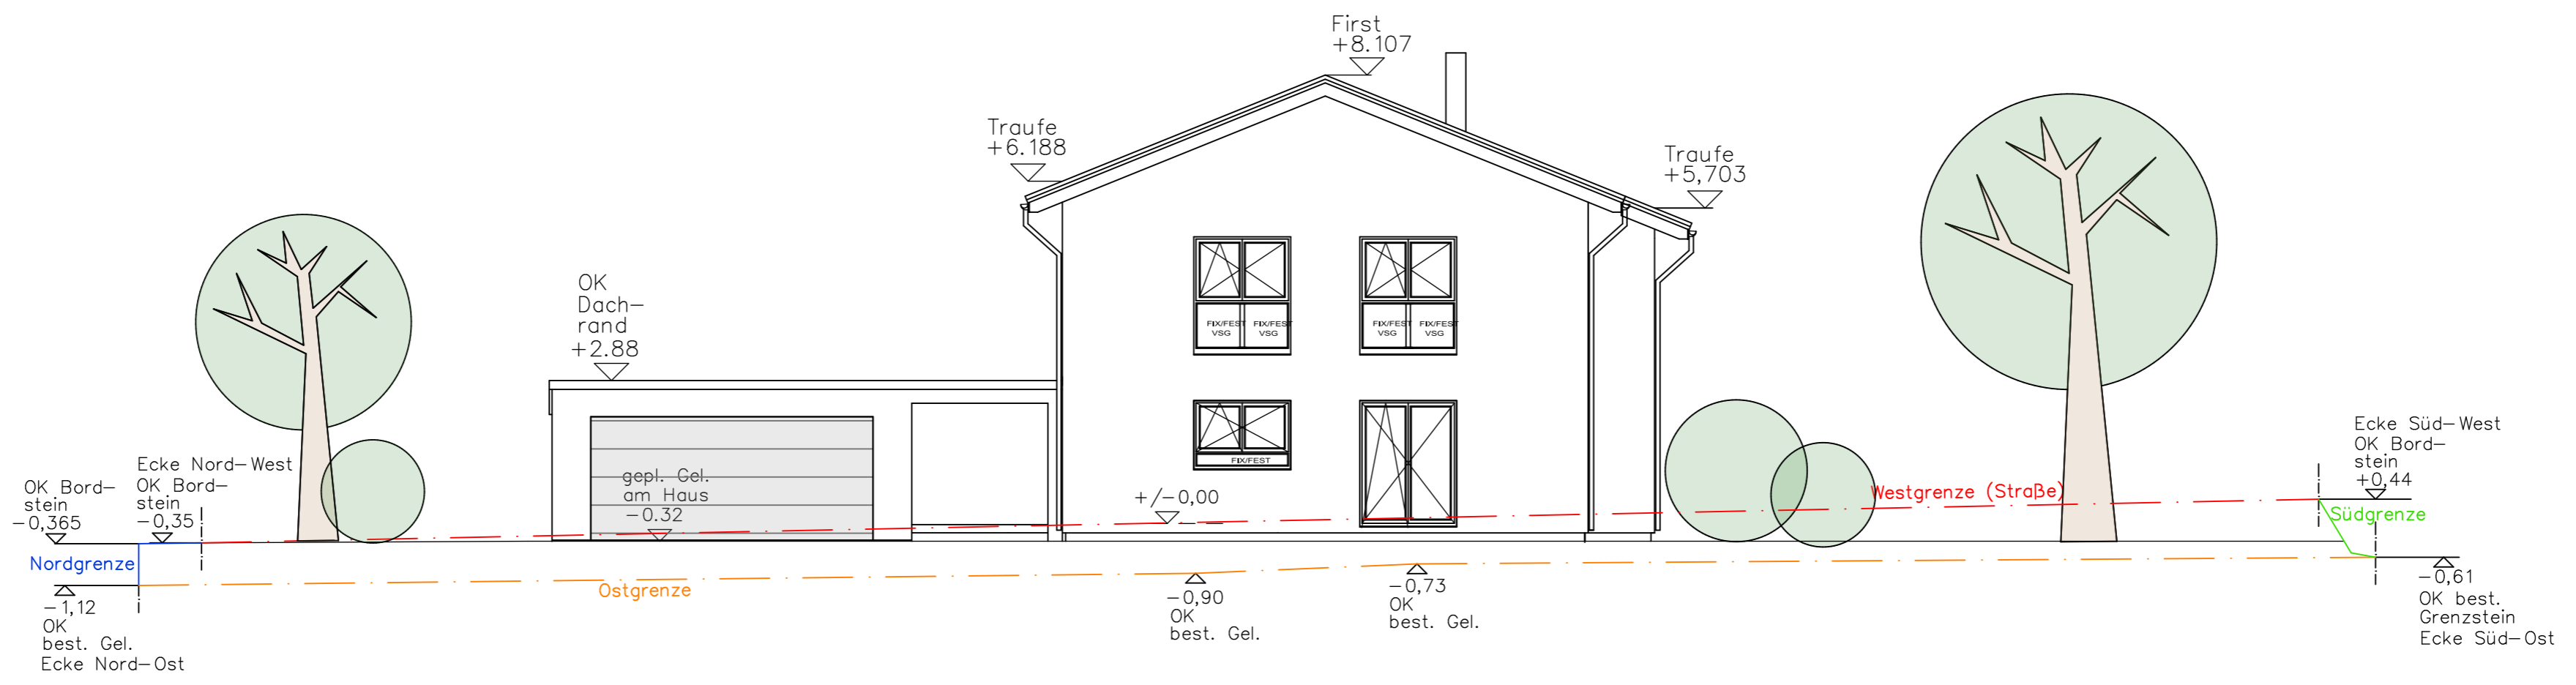 First
+8.107
Traufe
+6.188
Traufe
+5,703
OK
Dach-
rand
+2.88
FIX/FEST
VSG
FIX/FEST
VSG
FIX/FEST
VSG
FIX/FEST
VSG
FIX/FEST
gepl. Gel.
am Haus
-0.32
+/-0,00
OK Bord-
stein
-0,365
Ecke Nord-West
OK Bord-
stein
-0,35
Westgrenze (Straße)
Ecke Süd-West
OK Bord-
stein
+0,44
Südgrenze
Nordgrenze
Ostgrenze
-1,12
OK
best. Gel.
Ecke Nord-Ost
-0,90
OK
best. Gel.
-0,73
OK
best. Gel.
-0,61
OK best.
Grenzstein
Ecke Süd-Ost